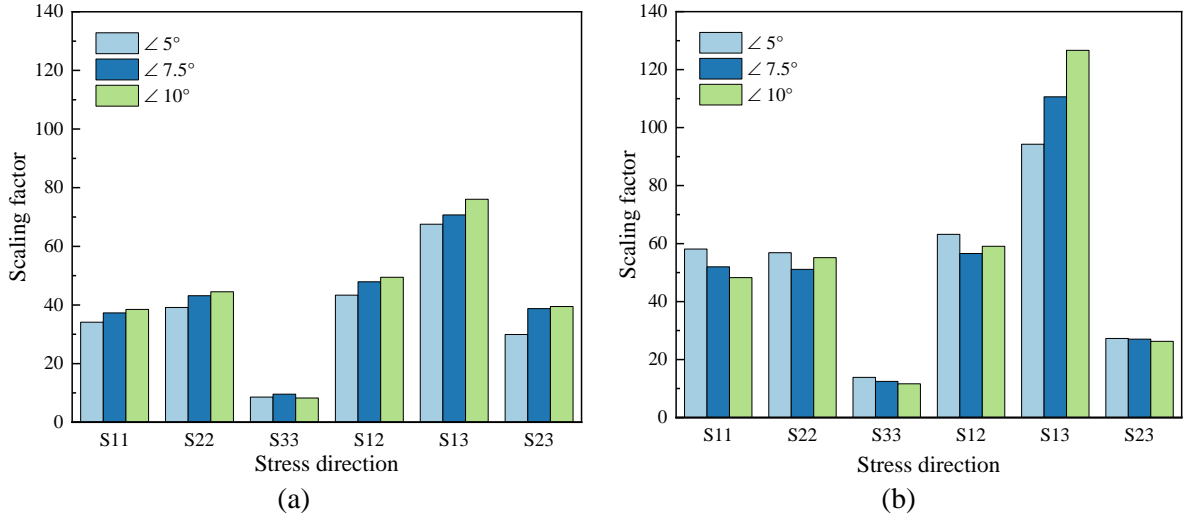 140
120
100
80
60
40
20
0
Scaling factor
∠ 5°
∠ 7.5°
∠ 10°
S11 S22 S33 S12 S13 S23
Stress direction
(a)
140
120
100
80
60
40
20
0
Scaling factor
∠ 5°
∠ 7.5°
∠ 10°
S11 S22 S33 S12 S13 S23
Stress direction
(b)